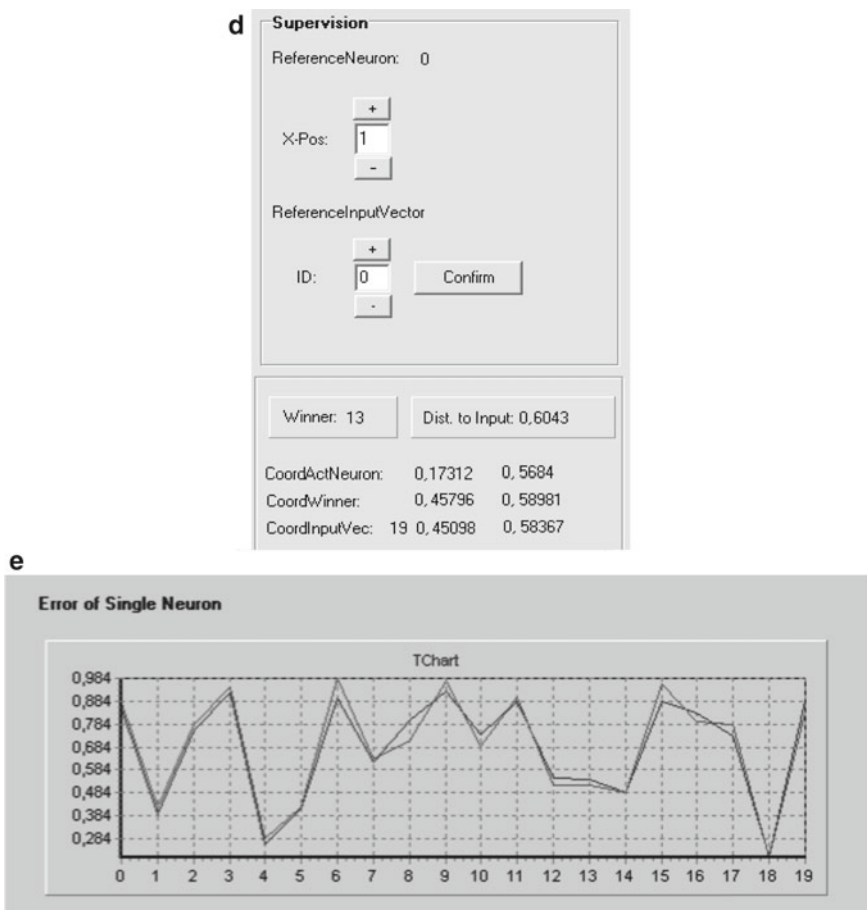 d
Supervision
ReferenceNeuron: 0
+
X-Pos: 1
-
ReferenceInputVector
+
ID: 0 Confirm
-
Winner: 13 Dist. to Input: 0,6043
CoordActNeuron: 0,17312 0, 5684
CoordWinner: 0,45796 0, 58981
CoordInputVec: 19 0,45098 0, 58367
e
Error of Single Neuron
TChart
0,984
0,884
0,784
0,684
0,584
0,484
0,384
0,284
0 1 2 3 4 5 6 7 8 9 10 11 12 13 14 15 16 17 18 19